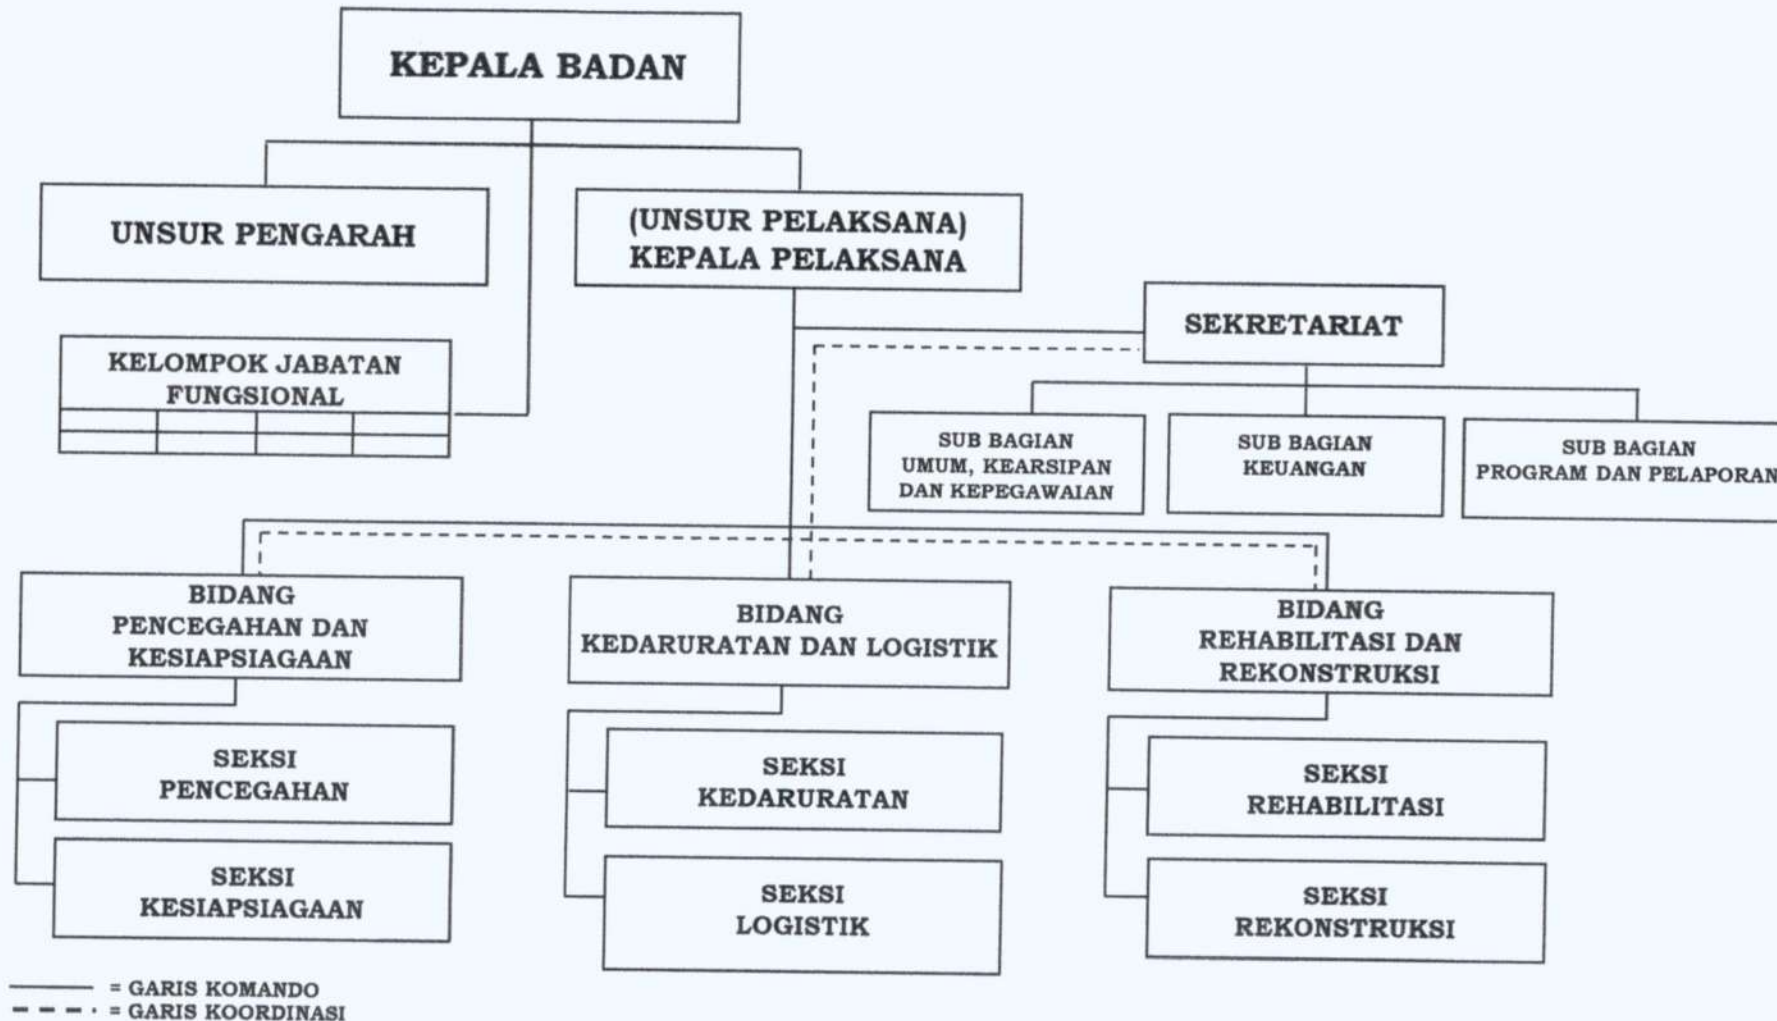 KEPALA BADAN
UNSUR PENGARAH
(UNSUR PELAKSANA)
KEPALA PELAKSANA
SEKRETARIAT
KELOMPOK JABATAN
FUNGSIONAL
SUB BAGIAN
UMUM, KEARSIPAN
DAN KEPEGAWAIAN
SUB BAGIAN
KEUANGAN
SUB BAGIAN
PROGRAM DAN PELAPORAN
BIDANG
PENCEGAHAN DAN
KESIAPSIAGAAN
BIDANG
KEDARURATAN DAN LOGISTIK
BIDANG
REHABILITASI DAN
REKONSTRUKSI
SEKSI
PENCEGAHAN
SEKSI
KESIAPSIAGAAN
SEKSI
KEDARURATAN
SEKSI
LOGISTIK
SEKSI
REHABILITASI
SEKSI
REKONSTRUKSI
= GARIS KOMANDO
= GARIS KOORDINASI